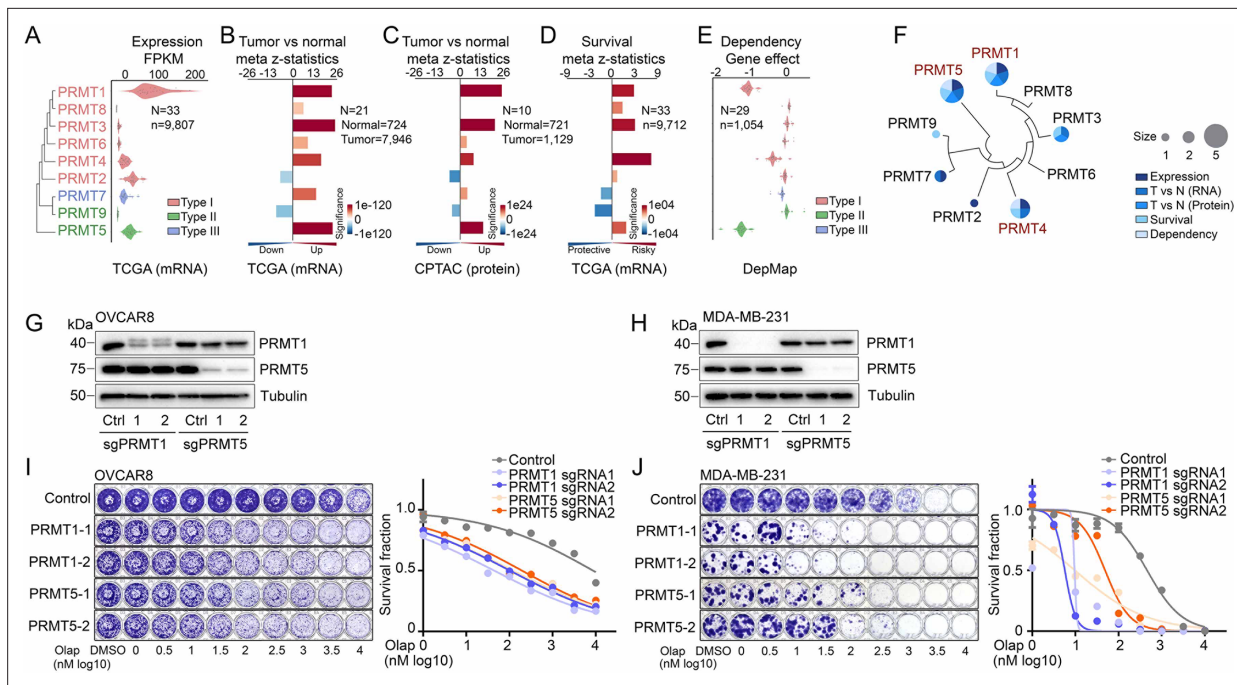 A
Expression
FPKM
0 100 200
PRMT1
PRMT8
PRMT3
PRMT6
PRMT4
PRMT2
PRMT7
PRMT9
PRMT5
N=33
n=9,807
Type I
Type II
Type III
TCGA (mRNA)
B
Tumor vs normal
meta z-statistics
-26 -13 0 13 26
N=21
Normal=724
Tumor=7,946
Significance
1e-120
-1e120
Down
Up
TCGA (mRNA)
C
Tumor vs normal
meta z-statistics
-26 -13 0 13 26
N=10
Normal=721
Tumor=1,129
Significance
1e24
-1e24
Down
Up
CPTAC (protein)
D
Survival
meta z-statistics
-9 -3 3 9
N=33
n=9,712
Significance
1e04
-1e04
Protective
Risky
TCGA (mRNA)
E
Dependency
Gene effect
-2 -1 0
N=29
n=1,054
Type I
Type II
Type III
DepMap
F
PRMT1
PRMT5
PRMT8
PRMT9
PRMT3
PRMT7
PRMT6
PRMT2
PRMT4
Size
1 2 5
Expression
T vs N (RNA)
T vs N (Protein)
Survival
Dependency
G
OVCAR8
kDa
40
PRMT1
75
PRMT5
50
Tubulin
Ctrl 1 2 Ctrl 1 2
sgPRMT1 sgPRMT5
H
MDA-MB-231
kDa
40
PRMT1
75
PRMT5
50
Tubulin
Ctrl 1 2 Ctrl 1 2
sgPRMT1 sgPRMT5
I
OVCAR8
Control
PRMT1-1
PRMT1-2
PRMT5-1
PRMT5-2
Olap DMSO 0 0.5 1 1.5 2 2.5 3 3.5 4
(nM log10)
Control
PRMT1 sgRNA1
PRMT1 sgRNA2
PRMT5 sgRNA1
PRMT5 sgRNA2
Survival fraction
1.0
0.5
0
0 1 2 3 4
Olap
(nM log10)
J
MDA-MB-231
Control
PRMT1-1
PRMT1-2
PRMT5-1
PRMT5-2
Olap DMSO 0 0.5 1 1.5 2 2.5 3 3.5 4
(nM log10)
Control
PRMT1 sgRNA1
PRMT1 sgRNA2
PRMT5 sgRNA1
PRMT5 sgRNA2
Survival fraction
1.0
0.5
0
0 1 2 3 4
Olap
(nM log10)